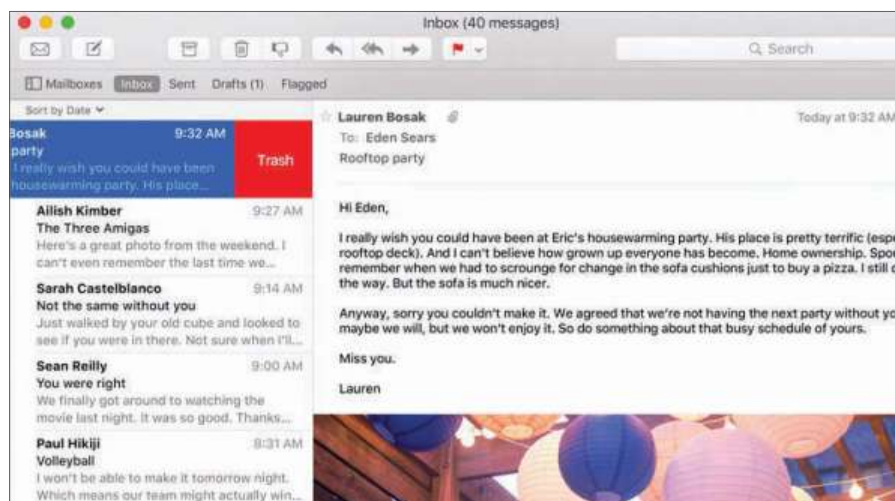 Inbox (40 messages)
Search
Mailboxes Inbox Sent Drafts (1) Flagged
Sort by Date
Bosak 9:32 AM
party
I really wish you could have been
housewarming party. His place...
Trash
Ailish Kimber 9:27 AM
The Three Amigas
Here's a great photo from the weekend. I
can't even remember the last time we...
Sarah Castelblanco 9:14 AM
Not the same without you
Just walked by your old cube and looked to
see if you were in there. Not sure when I'll...
Sean Reilly 9:00 AM
You were right
We finally got around to watching the
movie last night. It was so good. Thanks...
Paul Hikiji 8:31 AM
Volleyball
I won't be able to make it tomorrow night.
Which means our team might actually win...
Lauren Bosak Today at 9:32 AM
To: Eden Sears
Rooftop party
Hi Eden,
I really wish you could have been at Eric's housewarming party. His place is pretty terrific (espe
rooftop deck). And I can't believe how grown up everyone has become. Home ownership. Spo
remember when we had to scrounge for change in the sofa cushions just to buy a pizza. I still
the way. But the sofa is much nicer.
Anyway, sorry you couldn't make it. We agreed that we're not having the next party without yo
maybe we will, but we won't enjoy it. So do something about that busy schedule of yours.
Miss you.
Lauren